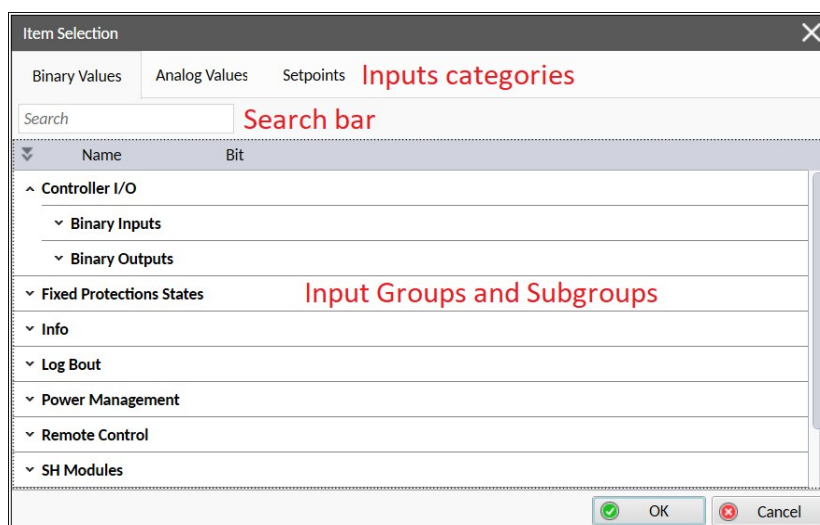 Item Selection
Binary Values Analog Values Setpoints Inputs categories
Search Search bar
Name Bit
Controller I/O
Binary Inputs
Binary Outputs
Fixed Protections States Input Groups and Subgroups
Info
Log Bout
Power Management
Remote Control
SH Modules
OK Cancel